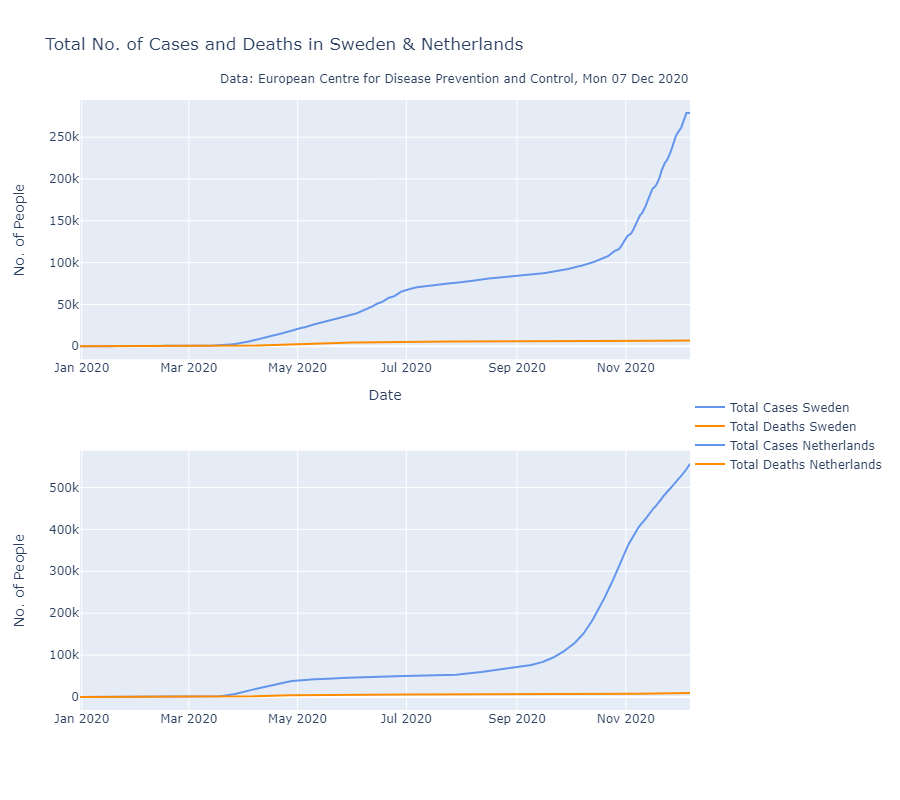 Total No. of Cases and Deaths in Sweden & Netherlands
Data: European Centre for Disease Prevention and Control, Mon 07 Dec 2020
No. of People
250k
200k
150k
100k
50k
0
Jan 2020 Mar 2020 May 2020 Jul 2020 Sep 2020 Nov 2020
Date
Total Cases Sweden
Total Deaths Sweden
Total Cases Netherlands
Total Deaths Netherlands
No. of People
500k
400k
300k
200k
100k
0
Jan 2020 Mar 2020 May 2020 Jul 2020 Sep 2020 Nov 2020